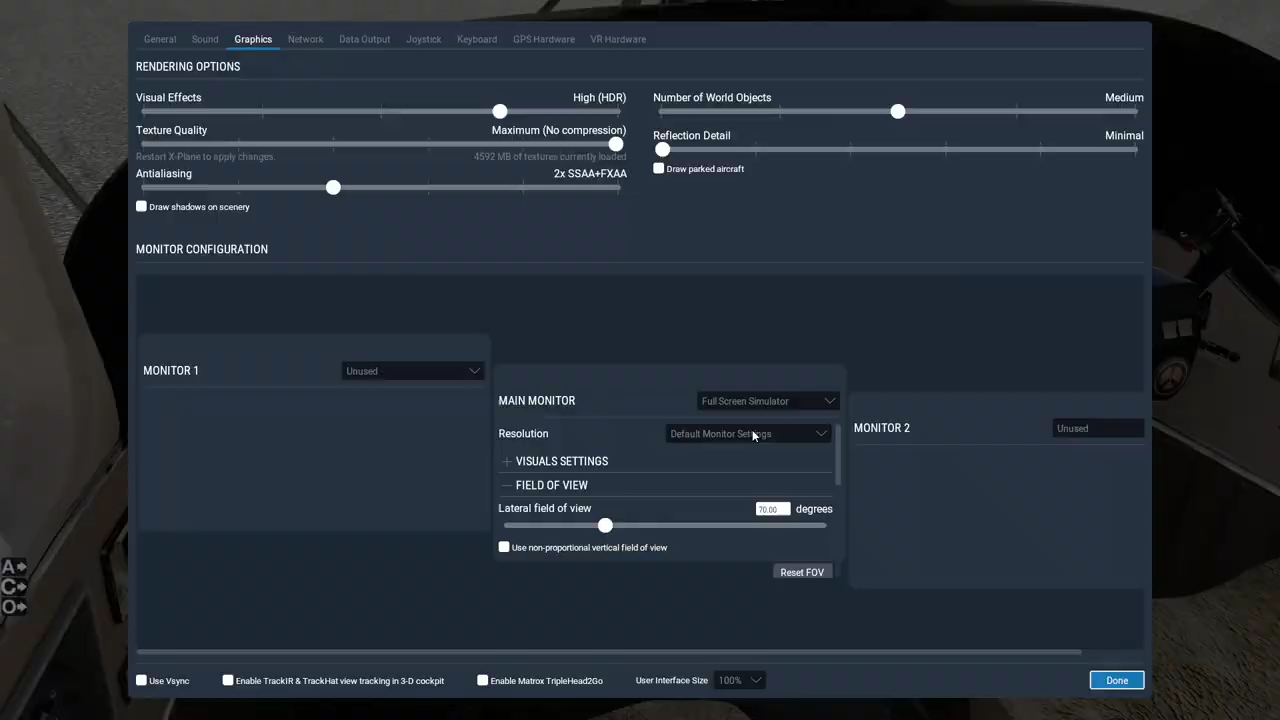 General Sound Graphics Network Data Output Joystick Keyboard GPS Hardware VR Hardware
RENDERING OPTIONS
Visual Effects High (HDR)
Number of World Objects Medium
Texture Quality Maximum (No compression)
Reflection Detail Minimal
Restart X-Plane to apply changes. 4592 MB of textures currently loaded
Draw parked aircraft
Antialiasing 2x SSAA+FXAA
Draw shadows on scenery
MONITOR CONFIGURATION
MONITOR 1 Unused
MAIN MONITOR Full Screen Simulator
Resolution Default Monitor Settings
+ VISUALS SETTINGS
— FIELD OF VIEW
Lateral field of view 70.00 degrees
Use non-proportional vertical field of view
Reset FOV
MONITOR 2 Unused
A
C
O
Use Vsync Enable TrackIR & TrackHat view tracking in 3-D cockpit Enable Matrox TripleHead2Go User Interface Size 100% Done